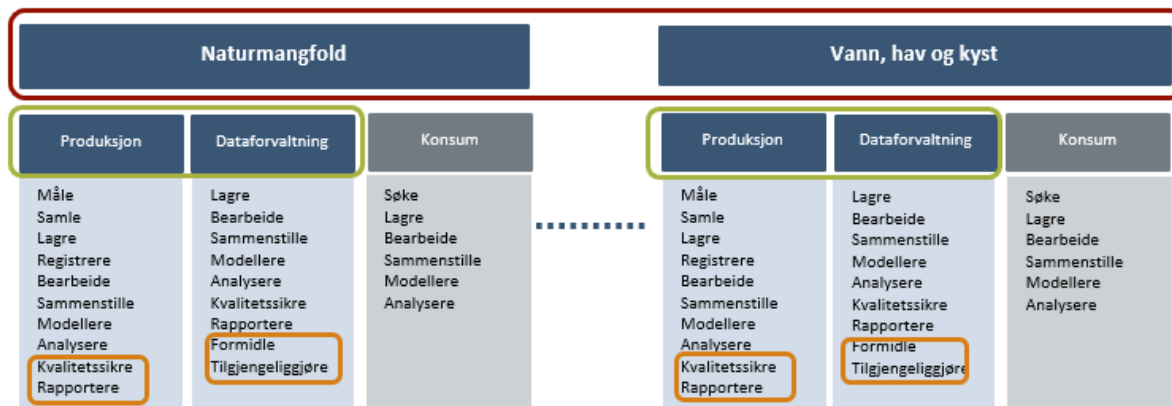 Naturmangfold
Vann, hav og kyst
Produksjon
Dataforvaltning
Konsum
Måle
Samle
Lagre
Registrere
Bearbeide
Sammenstille
Modellere
Analysere
Kvalitetssikre
Rapportere
Lagre
Bearbeide
Sammenstille
Modellere
Analysere
Kvalitetssikre
Rapportere
Formidle
Tilgjengeliggjøre
Søke
Lagre
Bearbeide
Sammenstille
Modellere
Analysere
Produksjon
Dataforvaltning
Konsum
Måle
Samle
Lagre
Registrere
Bearbeide
Sammenstille
Modellere
Analysere
Kvalitetssikre
Rapportere
Lagre
Bearbeide
Sammenstille
Modellere
Analysere
Kvalitetssikre
Rapportere
Formidle
Tilgjengeliggjøre
Søke
Lagre
Bearbeide
Sammenstille
Modellere
Analysere